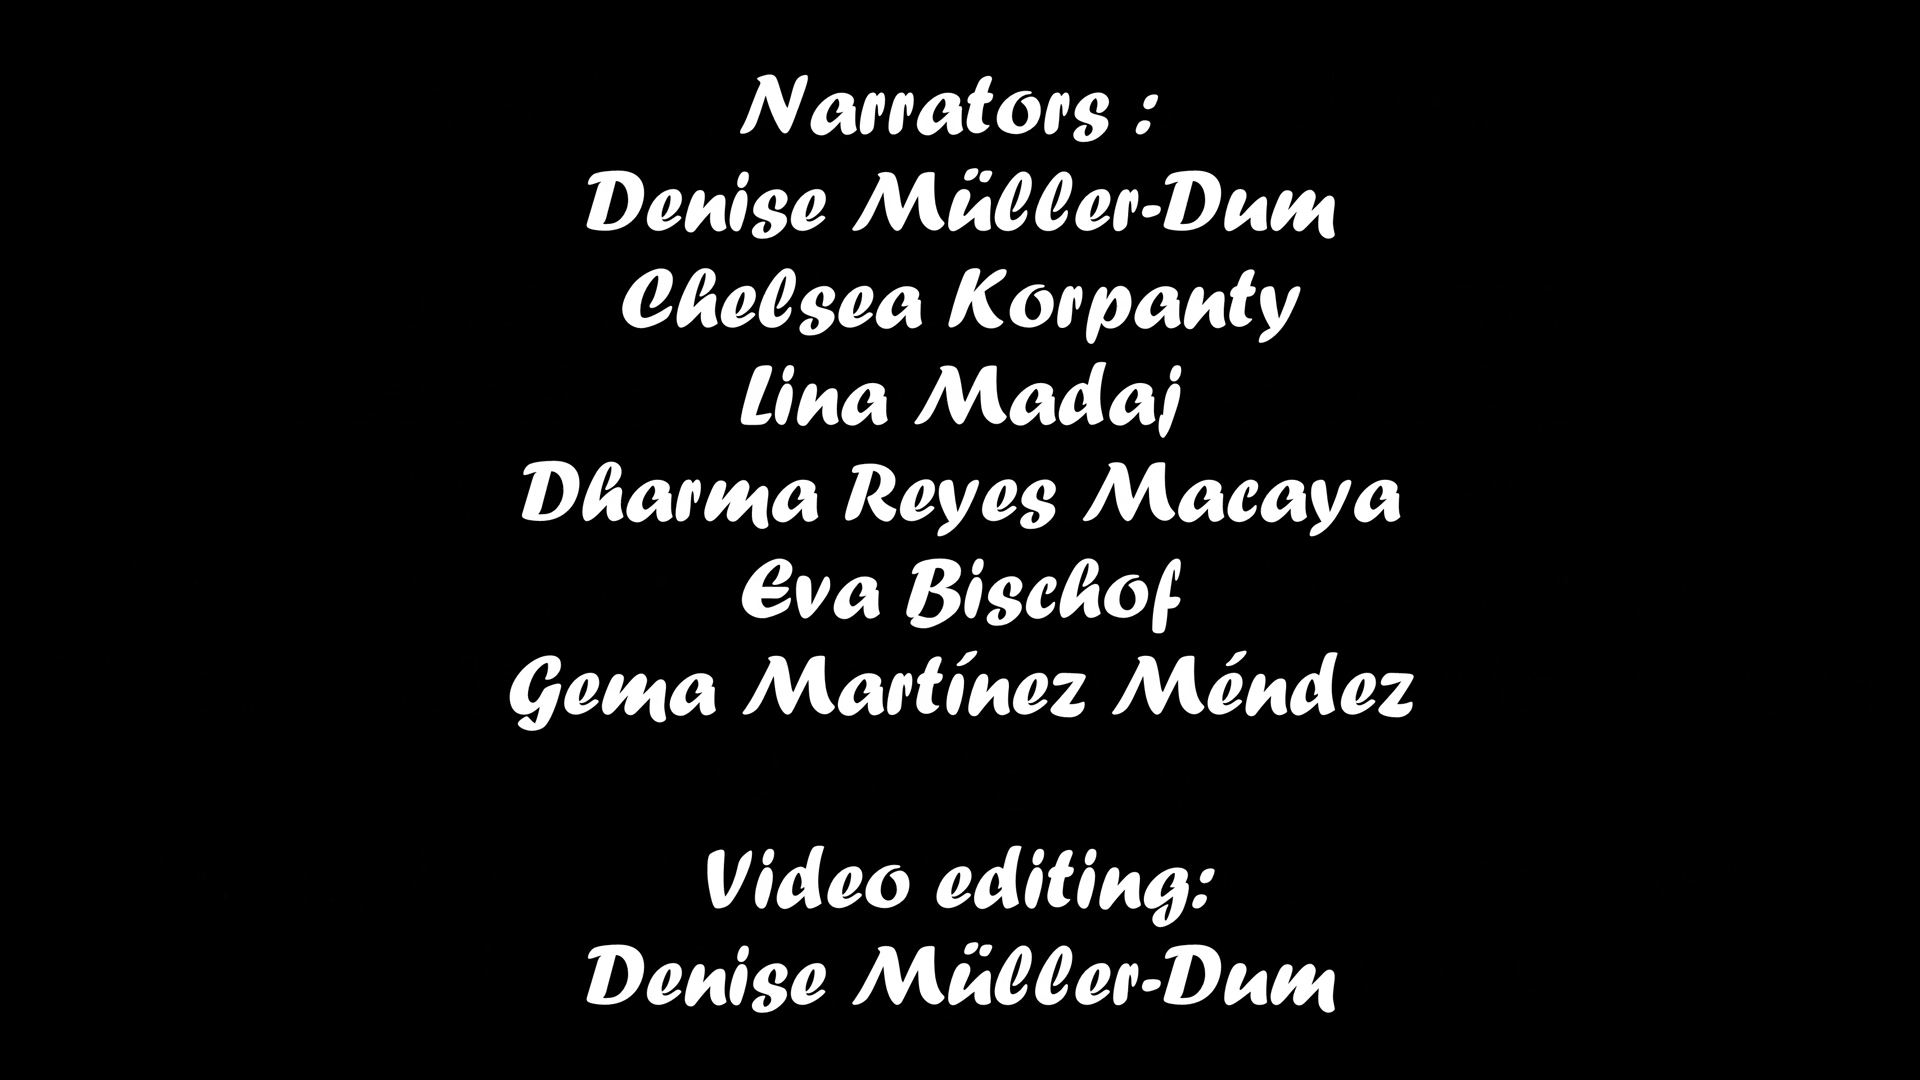 Narrators :
Denise Müller-Dum
Chelsea Korpanty
Lina Madaj
Dharma Reyes Macaya
Eva Bischof
Gema Martínez Méndez
Video editing:
Denise Müller-Dum